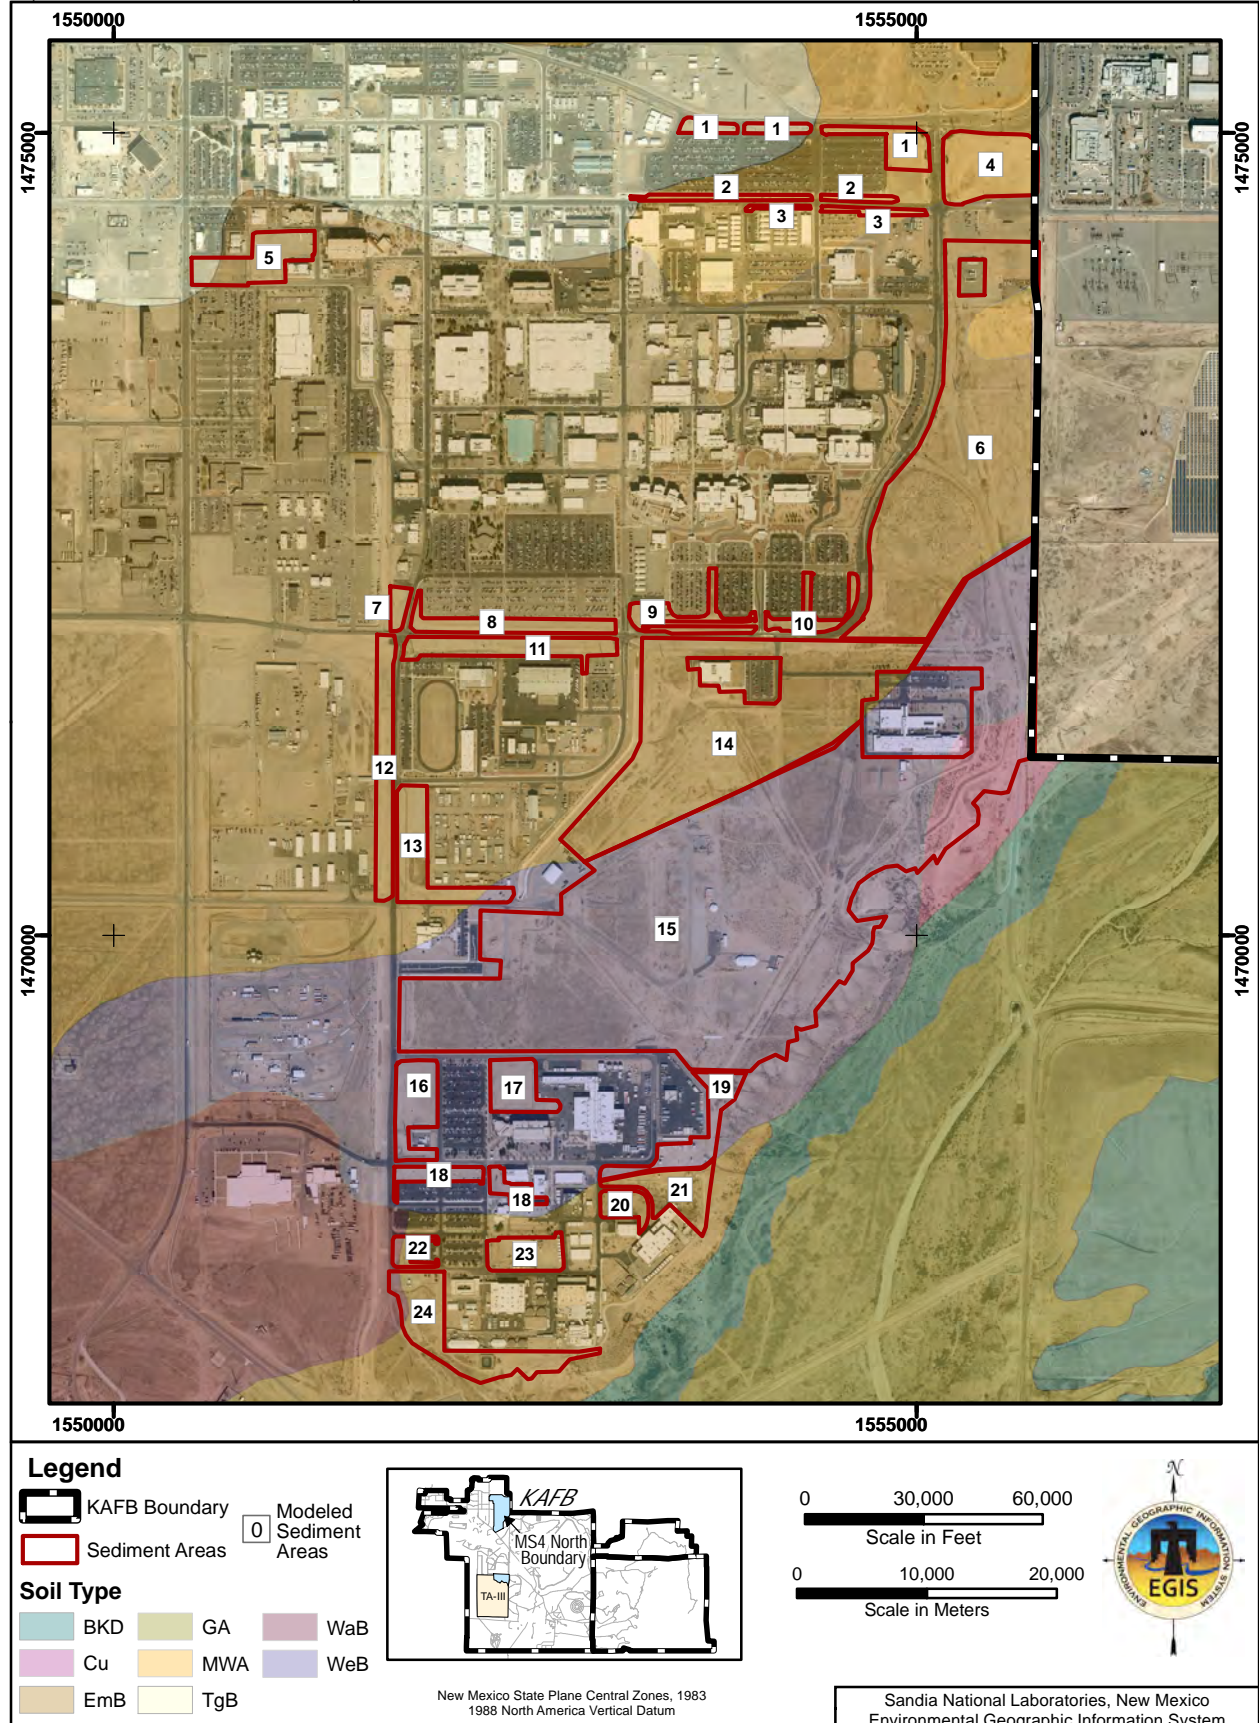 1550000 1555000
1475000 1475000
1 1 1
4
2 2
3 3
5
6
7
8
9
10
11
12
13
14
15
16
17
18
18
19
20
21
22
23
24
1470000 1470000
1550000 1555000
Legend
KAFB Boundary
Sediment Areas
0 Modeled
Sediment
Areas
Soil Type
BKD GA WaB
Cu MWA WeB
EmB TgB
KAFB
MS4 North
Boundary
TA-III
New Mexico State Plane Central Zones, 1983
1988 North America Vertical Datum
0 30,000 60,000
Scale in Feet
0 10,000 20,000
Scale in Meters
N
ENVIRONMENTAL GEOGRAPHIC INFORMATION SYSTEM
EGIS
Sandia National Laboratories, New Mexico
Environmental Geographic Information System